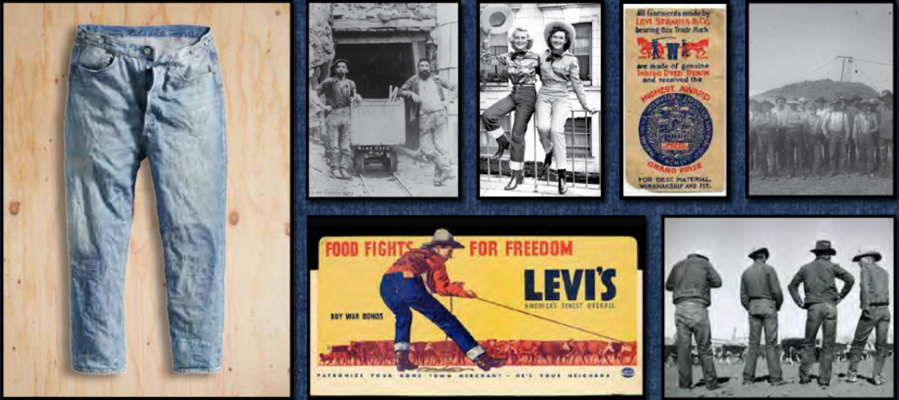 All Garments made by
LEVI STRAUSS & CO.
bearing this Trade Mark
are made of genuine
INDIGO DYED DENIM
and received the
HIGHEST AWARD
GRAND PRIZE
FOR BEST MATERIAL,
WORKMANSHIP AND FIT.
FOOD FIGHTS FOR FREEDOM
LEVI'S
AMERICA'S FINEST OVERALL
BUY WAR BONDS
PATRONIZE YOUR HOME-TOWN MERCHANT - HE'S YOUR NEIGHBOR